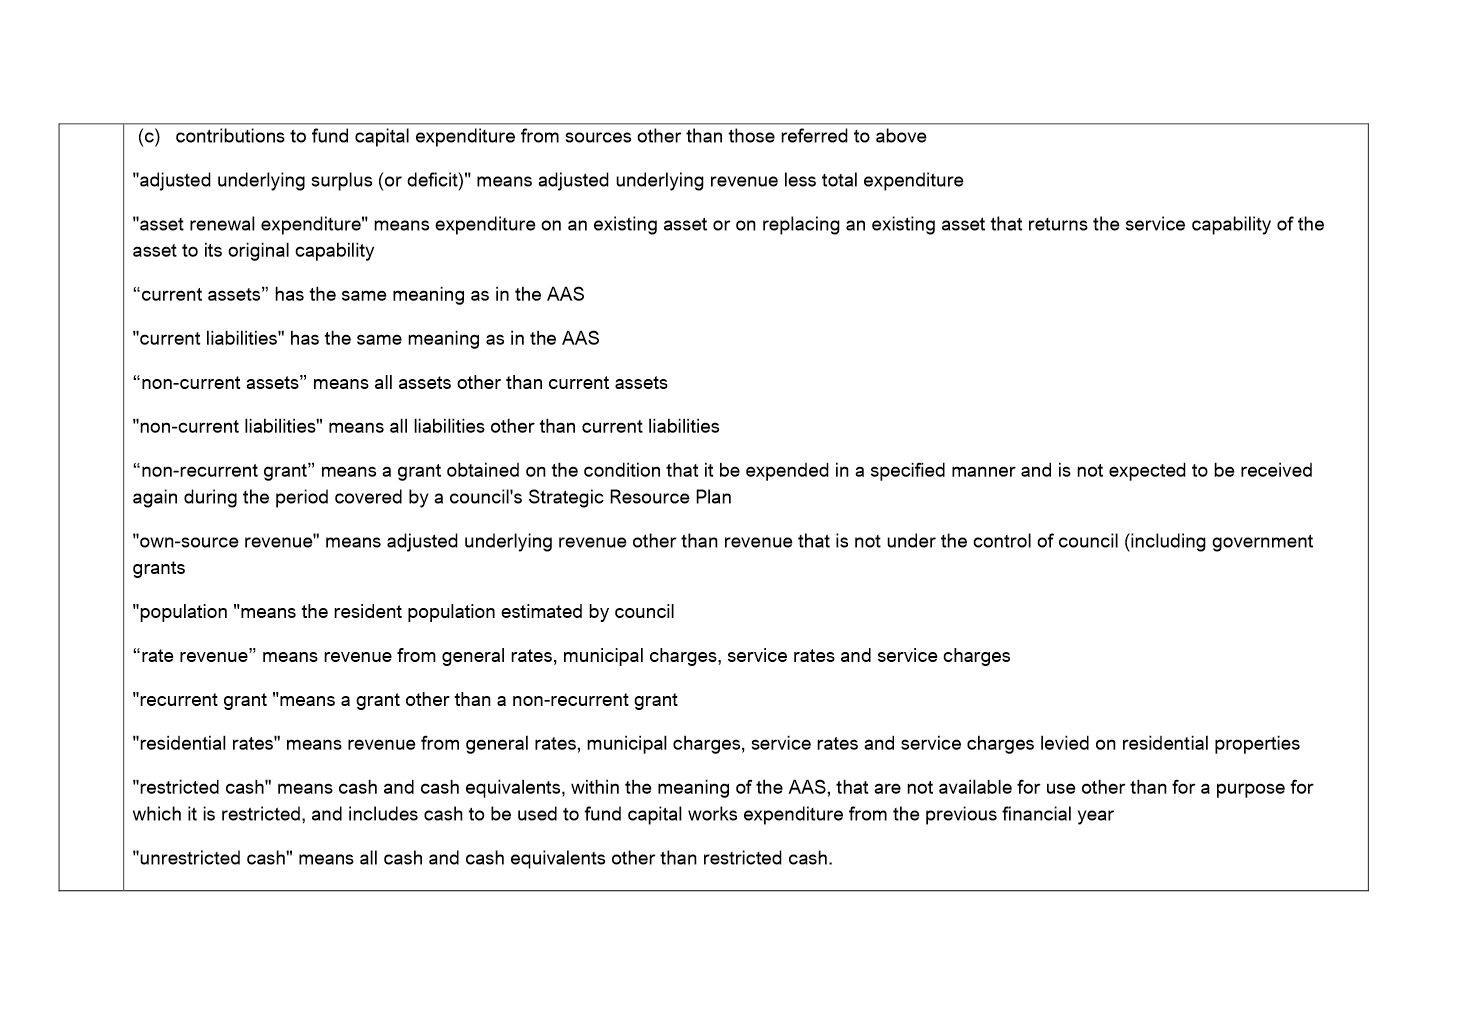 (c) contributions to fund capital expenditure from sources other than those referred to above
"adjusted underlying surplus (or deficit)" means adjusted underlying revenue less total expenditure
"asset renewal expenditure" means expenditure on an existing asset or on replacing an existing asset that returns the service capability of the
asset to its original capability
“current assets” has the same meaning as in the AAS
"current liabilities" has the same meaning as in the AAS
“non-current assets” means all assets other than current assets
"non-current liabilities" means all liabilities other than current liabilities
“non-recurrent grant” means a grant obtained on the condition that it be expended in a specified manner and is not expected to be received
again during the period covered by a council's Strategic Resource Plan
"own-source revenue" means adjusted underlying revenue other than revenue that is not under the control of council (including government
grants
"population "means the resident population estimated by council
“rate revenue” means revenue from general rates, municipal charges, service rates and service charges
"recurrent grant "means a grant other than a non-recurrent grant
"residential rates" means revenue from general rates, municipal charges, service rates and service charges levied on residential properties
"restricted cash" means cash and cash equivalents, within the meaning of the AAS, that are not available for use other than for a purpose for
which it is restricted, and includes cash to be used to fund capital works expenditure from the previous financial year
"unrestricted cash" means all cash and cash equivalents other than restricted cash.